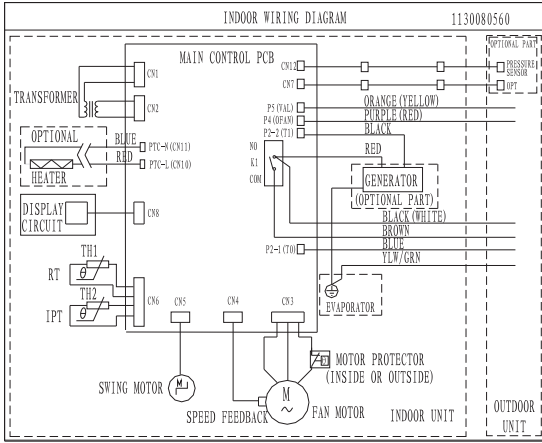 INDOOR WIRING DIAGRAM 1130080560
MAIN CONTROL PCB
OPTIONAL PART
CN12
PRESSURE
SENSOR
CN7
OPT
CN1
TRANSFORMER
CN2
P5(VAL) ORANGE(YELLOW)
P4(OFAN) PURPLE(RED)
P2-2(T1) BLACK
OPTIONAL
BLUE PTC-N(CN11)
RED PTC-L(CN10)
HEATER
NO
K1
COM
RED
GENERATOR
(OPTIONAL PART)
DISPLAY
CIRCUIT
CN8
BLACK(WHITE)
BROWN
P2-1(T0) BLUE
YLW/GRN
TH1
RT θ
TH2
IPT θ
CN6
CN5
CN4
CN3
EVAPORATOR
MOTOR PROTECTOR
(INSIDE OR OUTSIDE)
SWING MOTOR
M
M
~
SPEED FEEDBACK
FAN MOTOR
INDOOR UNIT
OUTDOOR
UNIT